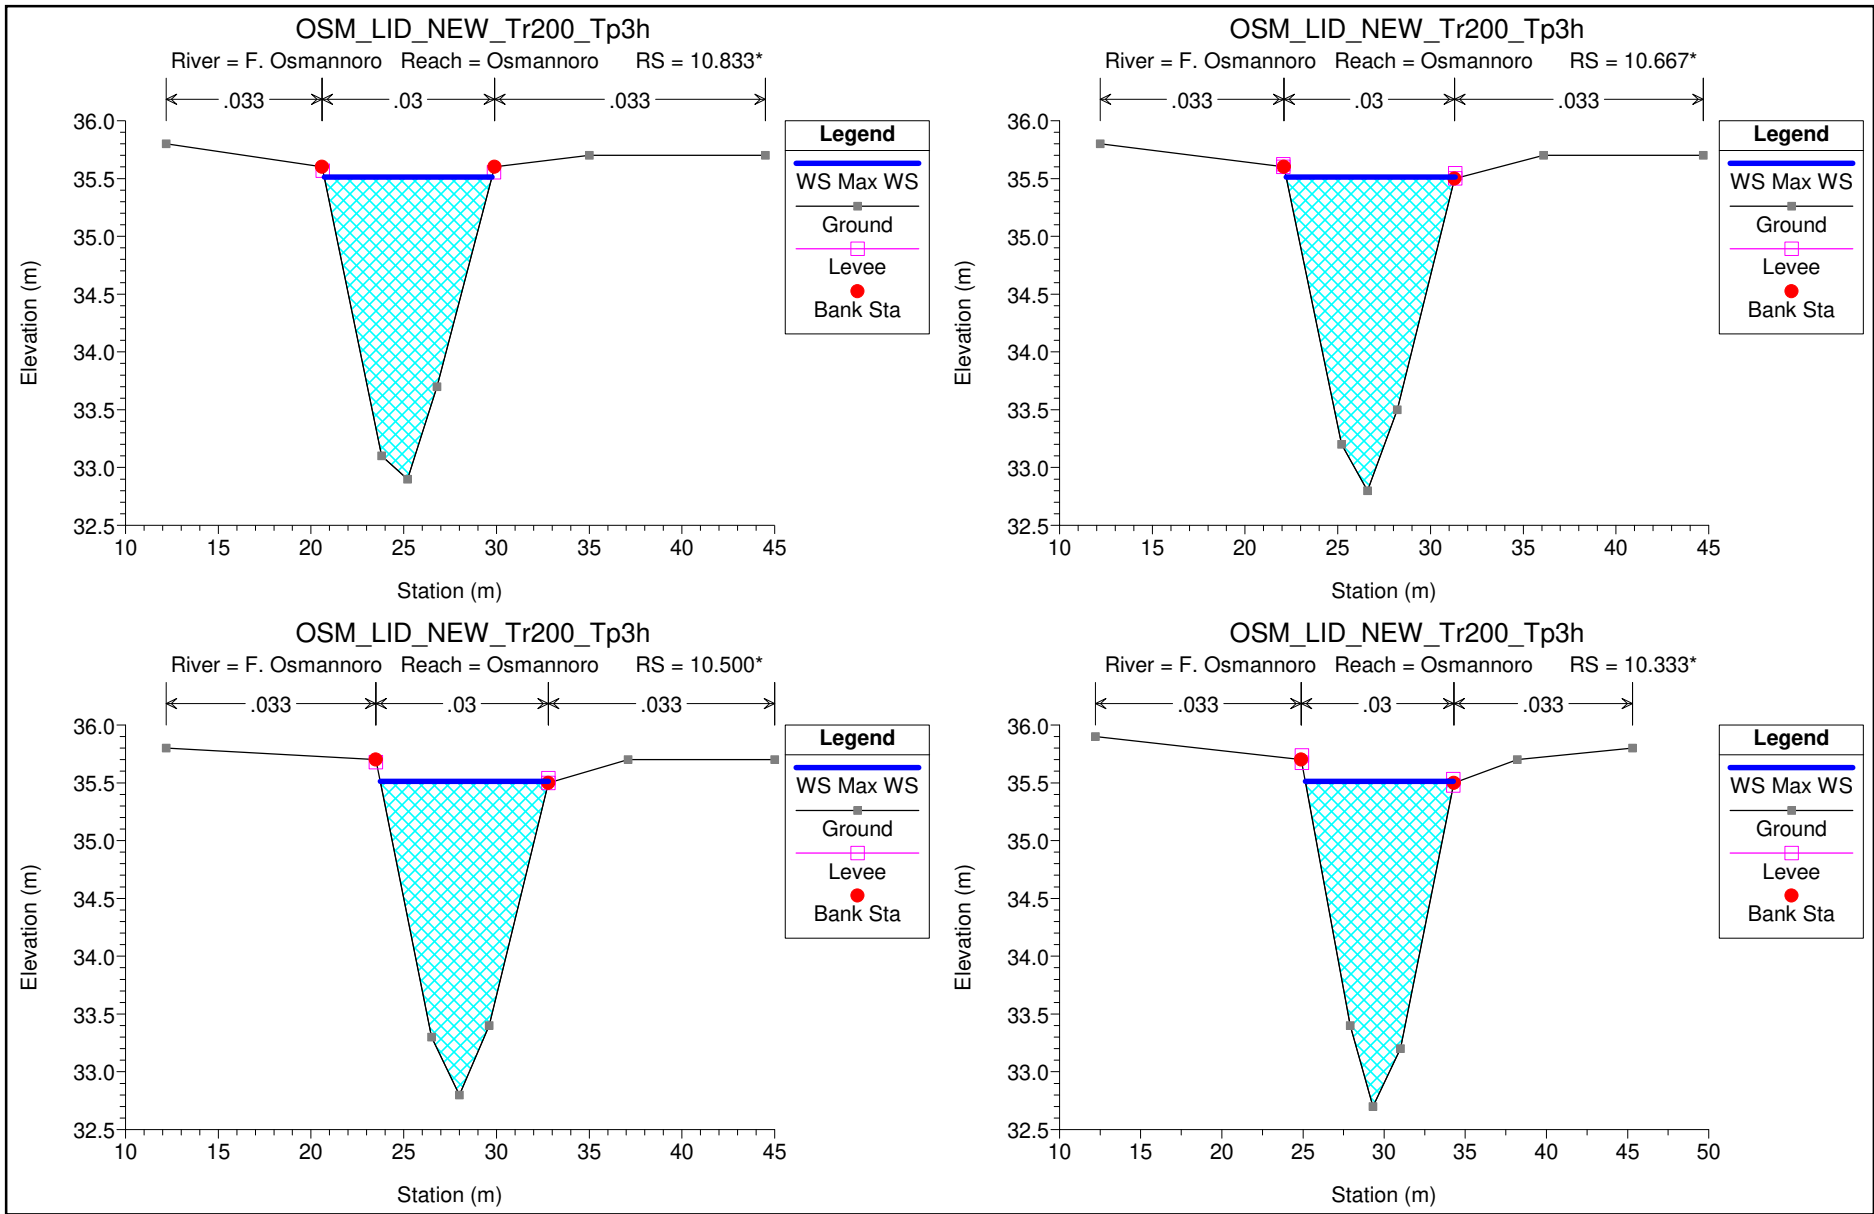 OSM_LID_NEW_Tr200_Tp3h
River = F. Osmannoro Reach = Osmannoro RS = 10.833*
.033 .03 .033
36.0
35.5
35.0
34.5
34.0
33.5
33.0
32.5
10 15 20 25 30 35 40 45
Station (m)
Elevation (m)
Legend
WS Max WS
Ground
Levee
Bank Sta
OSM_LID_NEW_Tr200_Tp3h
River = F. Osmannoro Reach = Osmannoro RS = 10.667*
.033 .03 .033
36.0
35.5
35.0
34.5
34.0
33.5
33.0
32.5
10 15 20 25 30 35 40 45
Station (m)
Elevation (m)
Legend
WS Max WS
Ground
Levee
Bank Sta
OSM_LID_NEW_Tr200_Tp3h
River = F. Osmannoro Reach = Osmannoro RS = 10.500*
.033 .03 .033
36.0
35.5
35.0
34.5
34.0
33.5
33.0
32.5
10 15 20 25 30 35 40 45
Station (m)
Elevation (m)
Legend
WS Max WS
Ground
Levee
Bank Sta
OSM_LID_NEW_Tr200_Tp3h
River = F. Osmannoro Reach = Osmannoro RS = 10.333*
.033 .03 .033
36.0
35.5
35.0
34.5
34.0
33.5
33.0
32.5
10 15 20 25 30 35 40 45 50
Station (m)
Elevation (m)
Legend
WS Max WS
Ground
Levee
Bank Sta